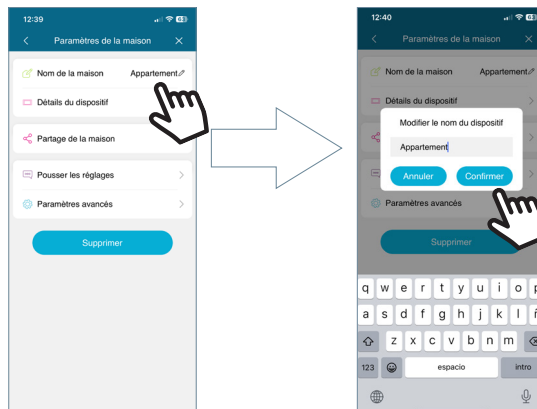 12:39
Paramètres de la maison
Nom de la maison Appartement
Détails du dispositif
Partage de la maison
Pousser les réglages
Paramètres avancés
Supprimer
12:40
Paramètres de la maison
Nom de la maison Appartement
Détails du dispositif
Modifier le nom du dispositif
Appartement
Annuler Confirmer
Paramètres avancés
Supprimer
q w e r t y u i o p
a s d f g h j k l ñ
z x c v b n m
123 espacio intro